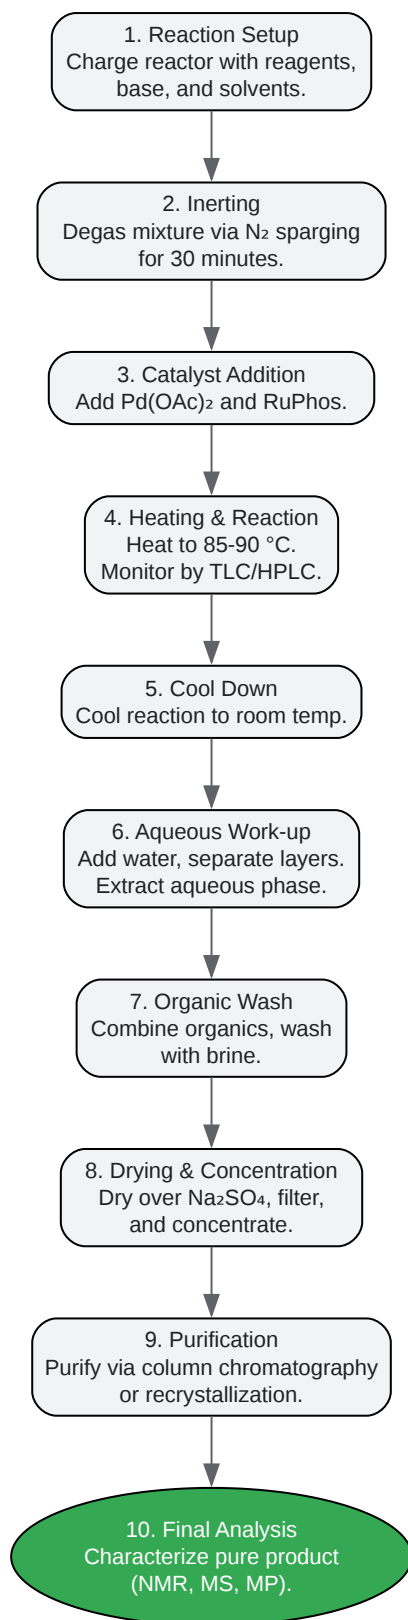 1. Reaction Setup
Charge reactor with reagents,
base, and solvents.
2. Inerting
Degas mixture via N₂ sparging
for 30 minutes.
3. Catalyst Addition
Add Pd(OAc)₂ and RuPhos.
4. Heating & Reaction
Heat to 85-90 °C.
Monitor by TLC/HPLC.
5. Cool Down
Cool reaction to room temp.
6. Aqueous Work-up
Add water, separate layers.
Extract aqueous phase.
7. Organic Wash
Combine organics, wash
with brine.
8. Drying & Concentration
Dry over Na₂SO₄, filter,
and concentrate.
9. Purification
Purify via column chromatography
or recrystallization.
10. Final Analysis
Characterize pure product
(NMR, MS, MP).